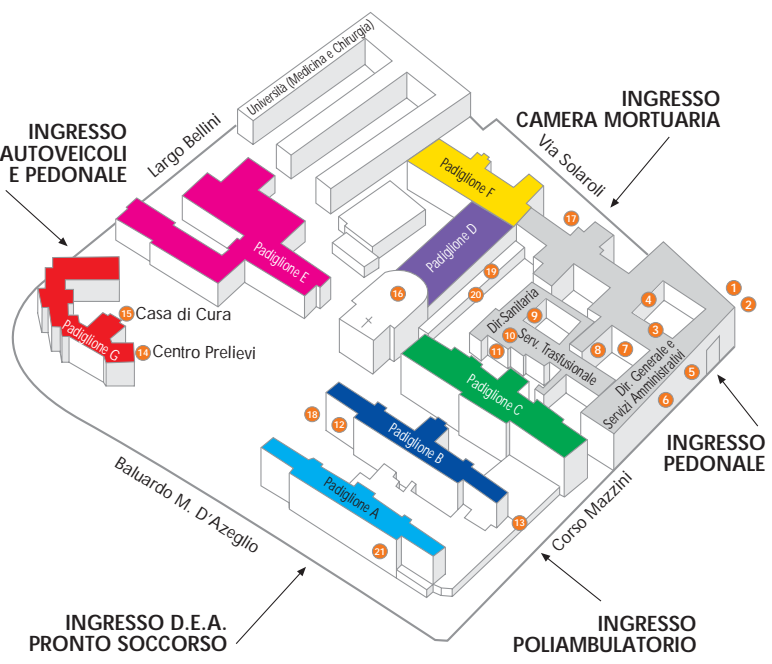 Università (Medicina e Chirurgia)
INGRESSO
CAMERA MORTUARIA
INGRESSO
AUTOVEICOLI
E PEDONALE
Largo Bellini
Via Solaroli
Padiglione F
Padiglione D
Padiglione E
17
19
20
16
1
2
4
3
Dir.Sanitaria
9
10
11
Serv. Trasfusionale
8
7
15 Casa di Cura
Padiglione G
14 Centro Prelievi
Dir. Generale e
Servizi Amministrativi
5
6
Padiglione C
INGRESSO
PEDONALE
18
12
Padiglione B
Padiglione A
13
21
Baluardo M. D'Azeglio
Corso Mazzini
INGRESSO D.E.A.
PRONTO SOCCORSO
INGRESSO
POLIAMBULATORIO